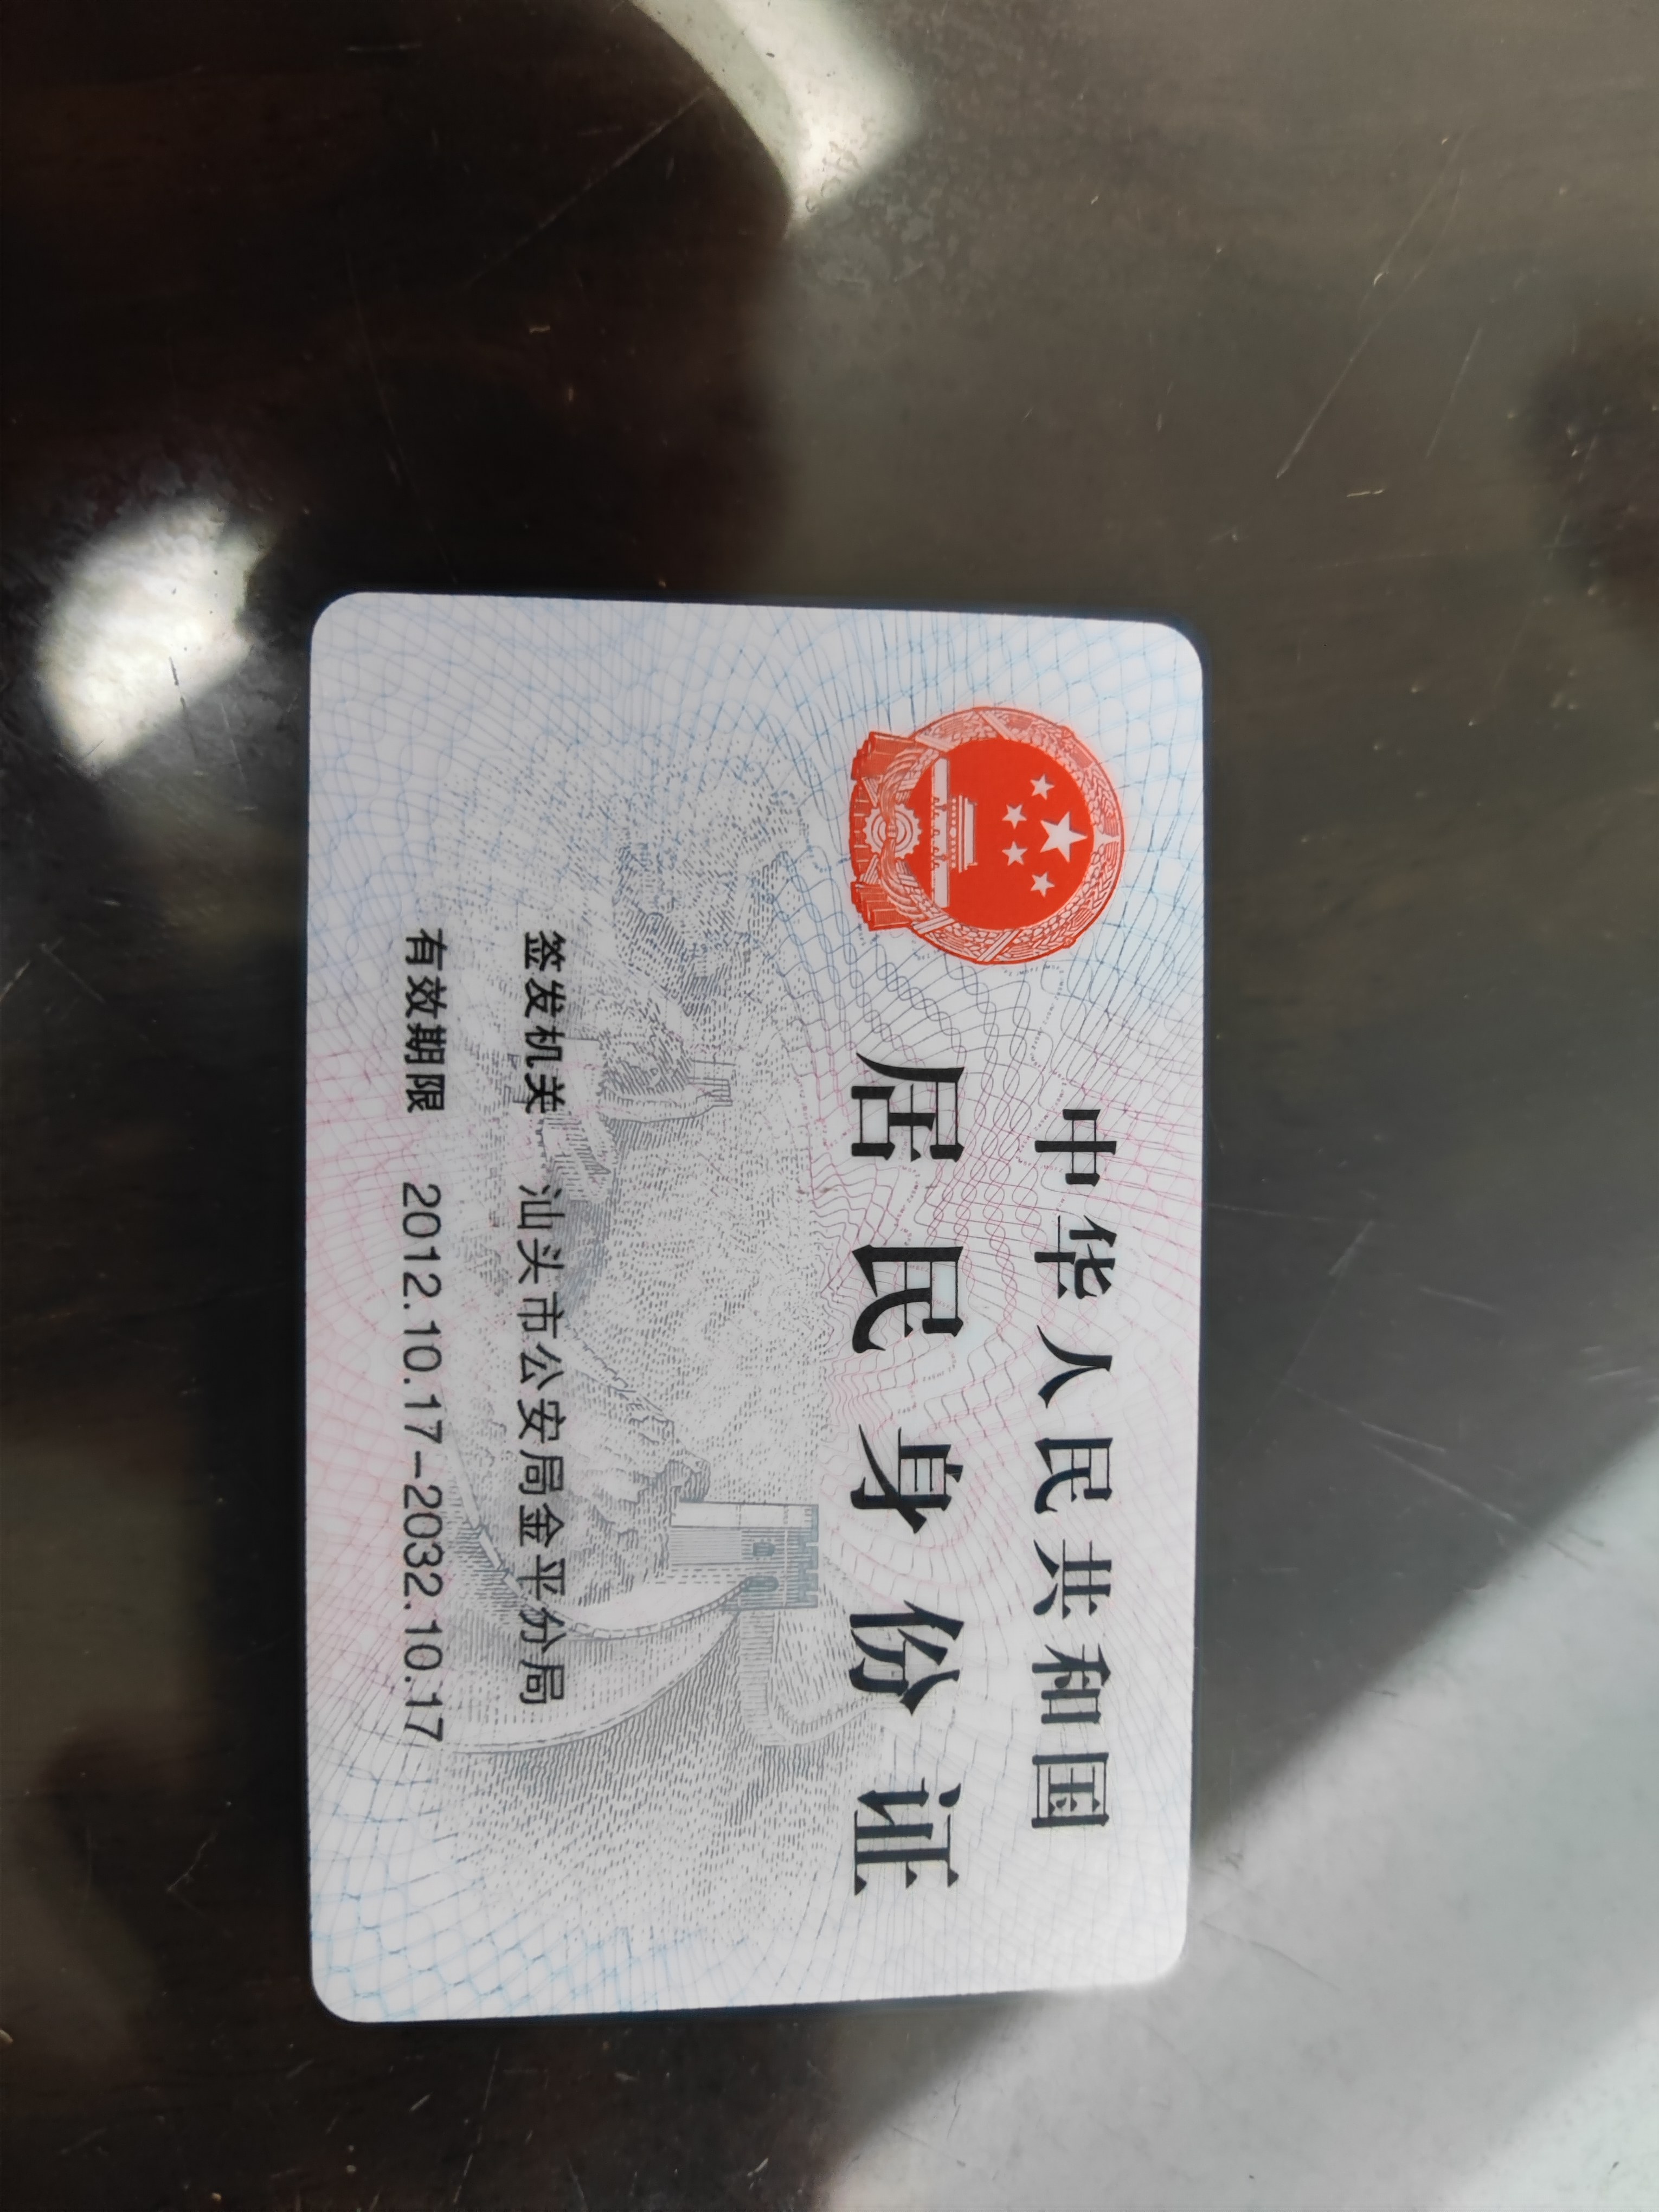 中华人民共和国
居民身份证
签发机关 汕头市公安局金平分局
有效期限 2012.10.17-2032.10.17